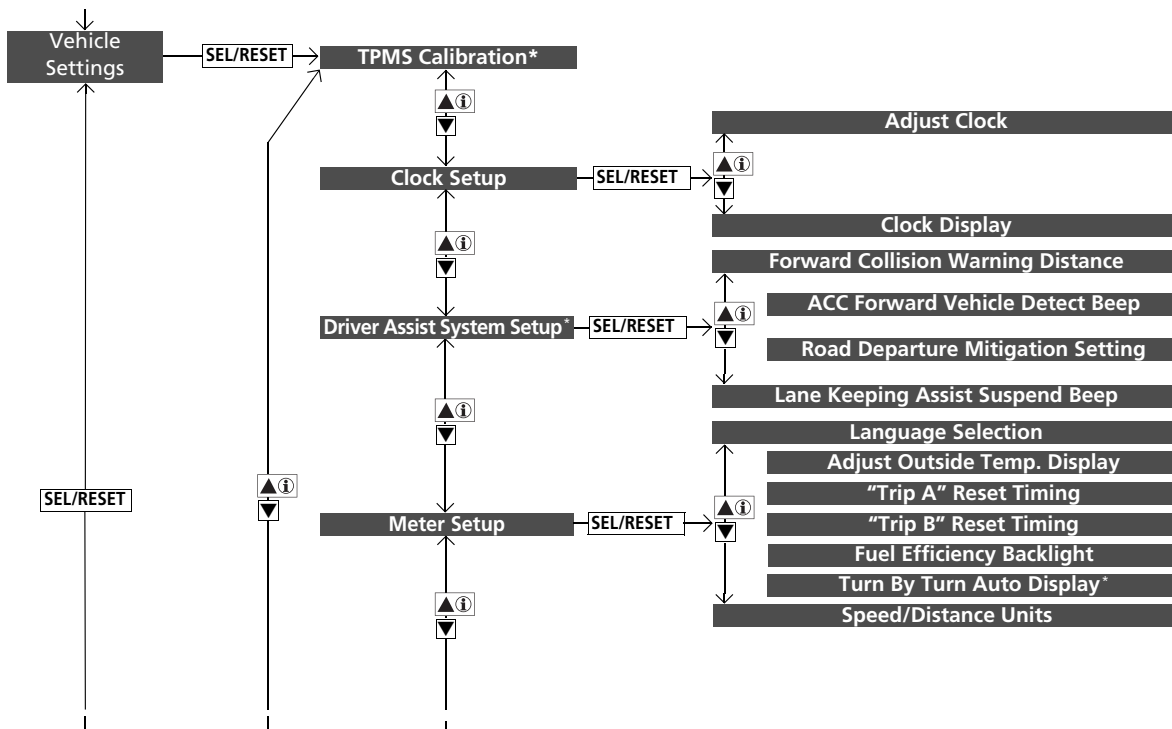 Vehicle
Settings
SEL/RESET
TPMS Calibration*
Adjust Clock
Clock Setup
SEL/RESET
Clock Display
Forward Collision Warning Distance
ACC Forward Vehicle Detect Beep
Driver Assist System Setup*
SEL/RESET
Road Departure Mitigation Setting
Lane Keeping Assist Suspend Beep
Language Selection
Adjust Outside Temp. Display
“Trip A” Reset Timing
SEL/RESET
Meter Setup
SEL/RESET
“Trip B” Reset Timing
Fuel Efficiency Backlight
Turn By Turn Auto Display*
Speed/Distance Units